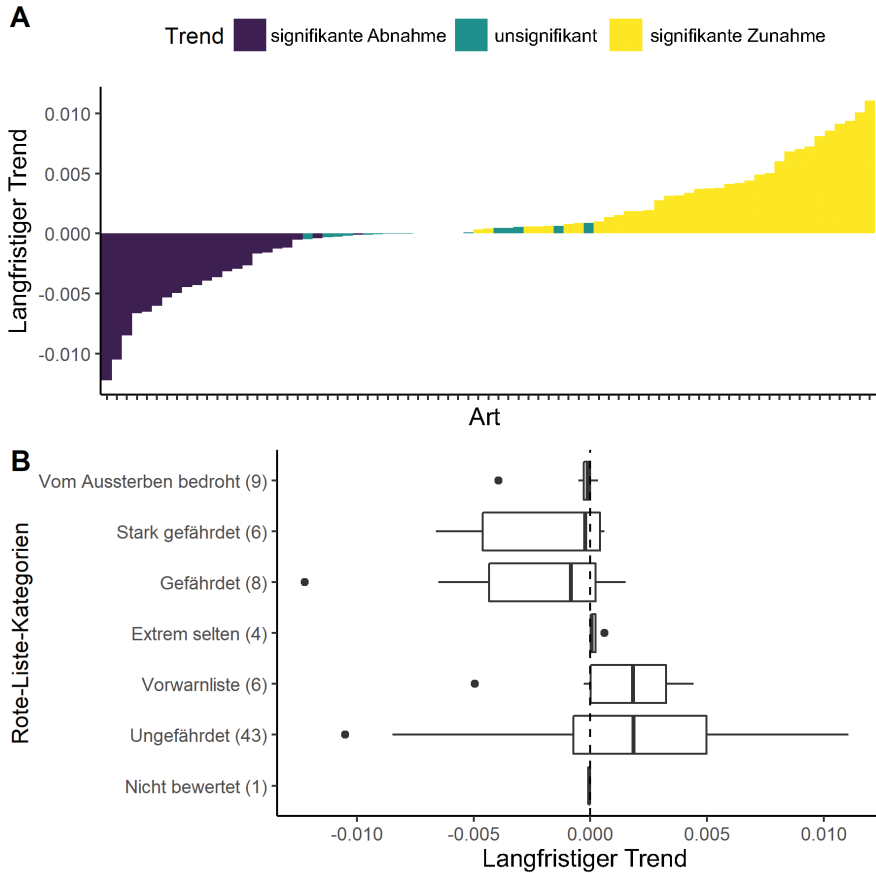 A
Trend signifikante Abnahme unsignifikant signifikante Zunahme
Langfristiger Trend
0.010
0.005
0.000
-0.005
-0.010
Art
B
Rote-Liste-Kategorien
Vom Aussterben bedroht (9)
Stark gefährdet (6)
Gefährdet (8)
Extrem selten (4)
Vorwarnliste (6)
Ungefährdet (43)
Nicht bewertet (1)
-0.010 -0.005 0.000 0.005 0.010
Langfristiger Trend